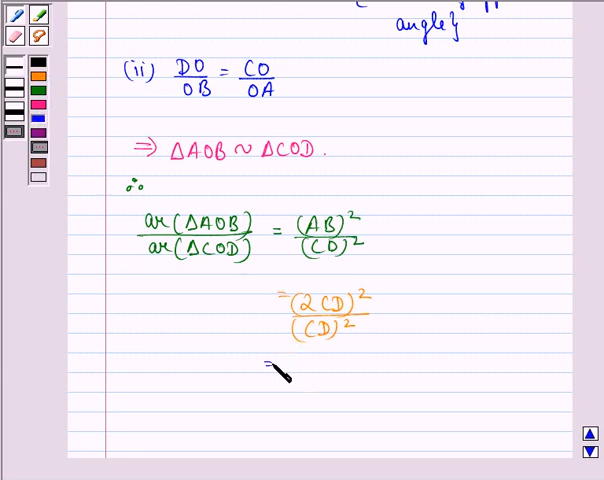 angle}
(ii) DO/OB = CO/OA
⇒ ΔAOB ~ ΔCOD.
∴
ar(ΔAOB)/ar(ΔCOD) = (AB)²/(CD)²
= (2CD)²/(CD)²
=